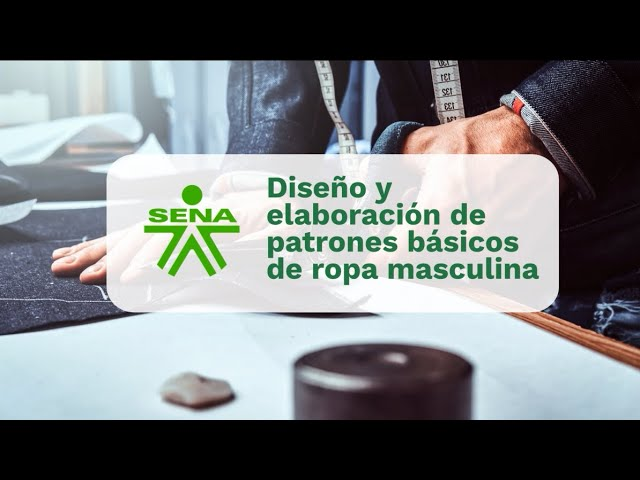 SENA
Diseño y
elaboración de
patrones básicos
de ropa masculina